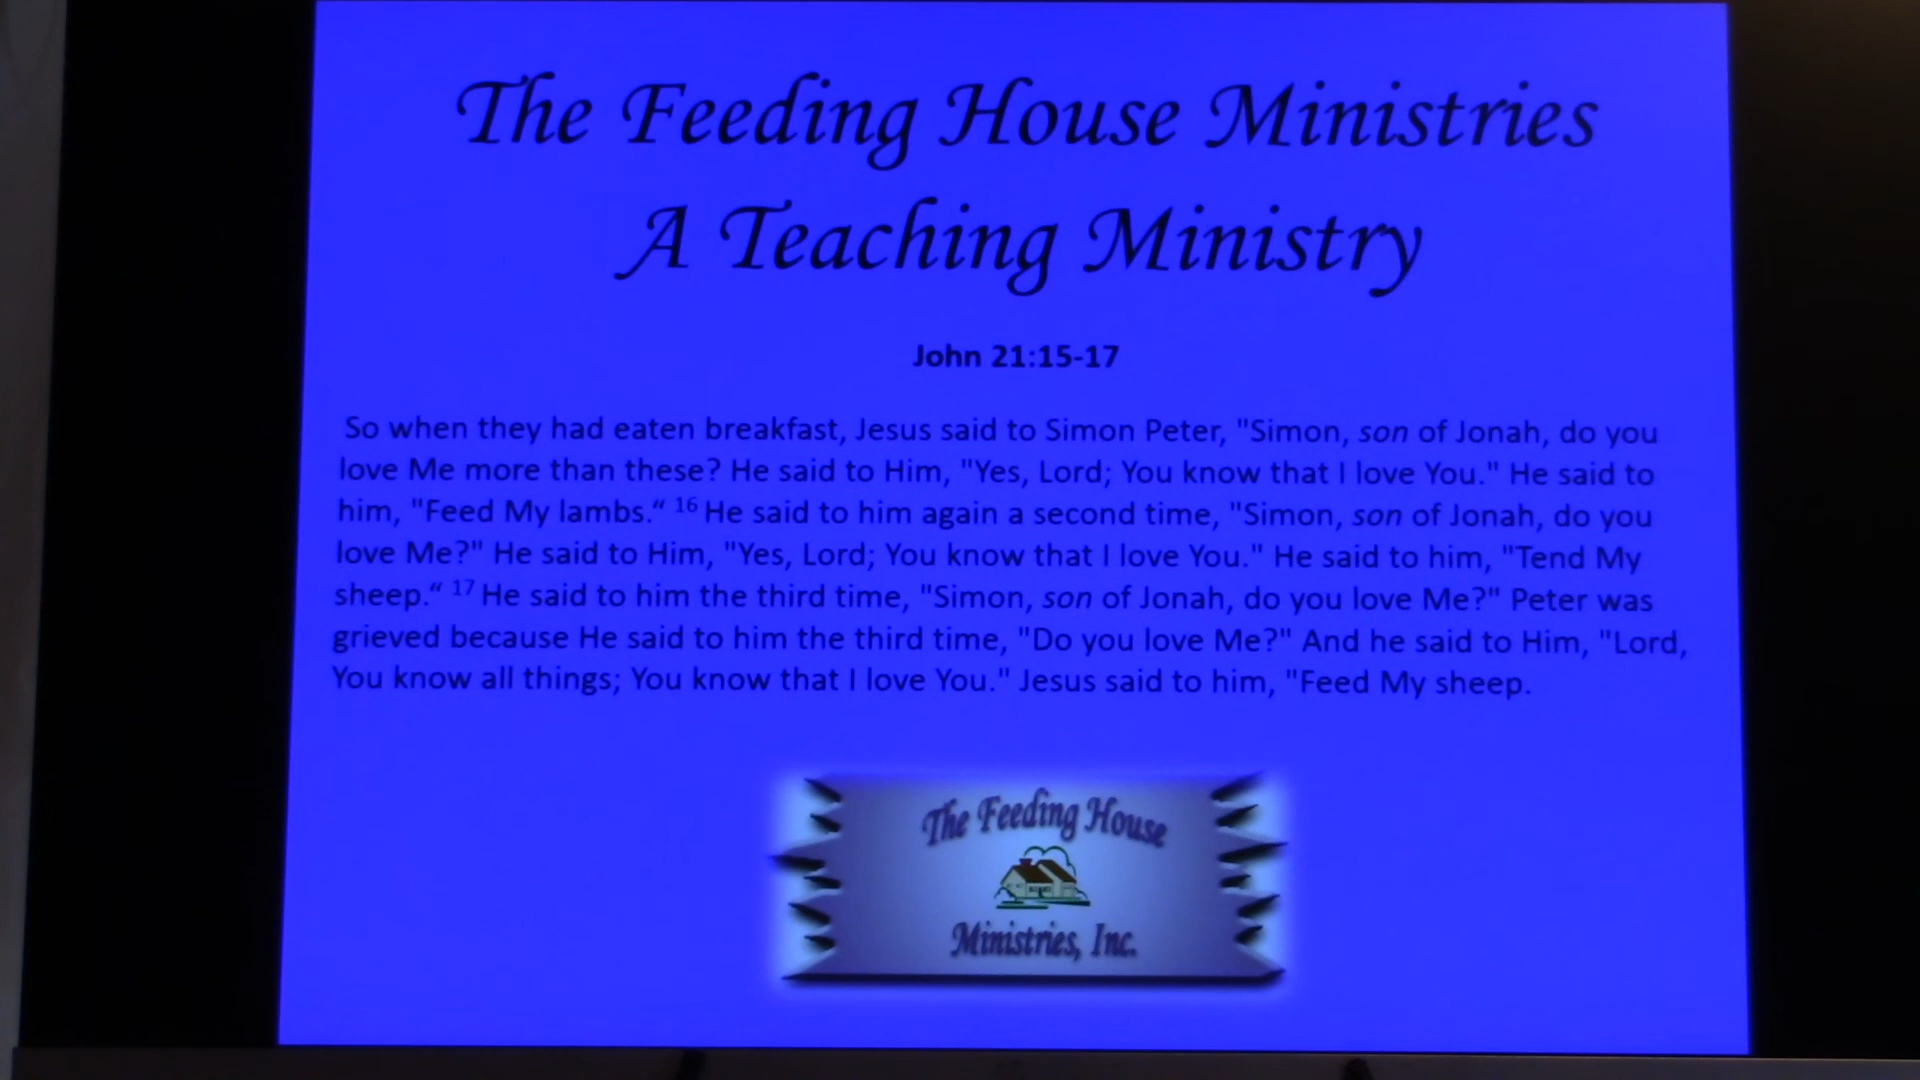 The Feeding House Ministries
A Teaching Ministry
John 21:15-17
So when they had eaten breakfast, Jesus said to Simon Peter, "Simon, son of Jonah, do you
love Me more than these? He said to Him, "Yes, Lord; You know that I love You." He said to
him, "Feed My lambs.“ 16 He said to him again a second time, "Simon, son of Jonah, do you
love Me?" He said to Him, "Yes, Lord; You know that I love You." He said to him, "Tend My
sheep.“ 17 He said to him the third time, "Simon, son of Jonah, do you love Me?" Peter was
grieved because He said to him the third time, "Do you love Me?" And he said to Him, "Lord,
You know all things; You know that I love You." Jesus said to him, "Feed My sheep.
The Feeding House
Ministries, Inc.